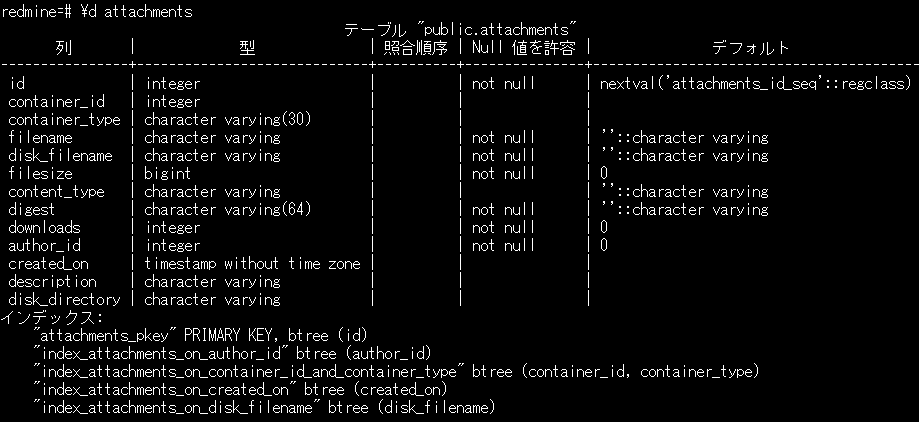 redmine=# ¥d attachments
テーブル "public.attachments"
列 | 型 | 照合順序 | Null 値を許容 | デフォルト
-----------------+-----------------------------+----------+---------------+-----------------------------------------
id | integer | | not null | nextval('attachments_id_seq'::regclass)
container_id | integer | | |
container_type | character varying(30) | | |
filename | character varying | | not null | ''::character varying
disk_filename | character varying | | not null | ''::character varying
filesize | bigint | | not null | 0
content_type | character varying | | | ''::character varying
digest | character varying(64) | | not null | ''::character varying
downloads | integer | | not null | 0
author_id | integer | | not null | 0
created_on | timestamp without time zone | | |
description | character varying | | |
disk_directory | character varying | | |
インデックス:
"attachments_pkey" PRIMARY KEY, btree (id)
"index_attachments_on_author_id" btree (author_id)
"index_attachments_on_container_id_and_container_type" btree (container_id, container_type)
"index_attachments_on_created_on" btree (created_on)
"index_attachments_on_disk_filename" btree (disk_filename)